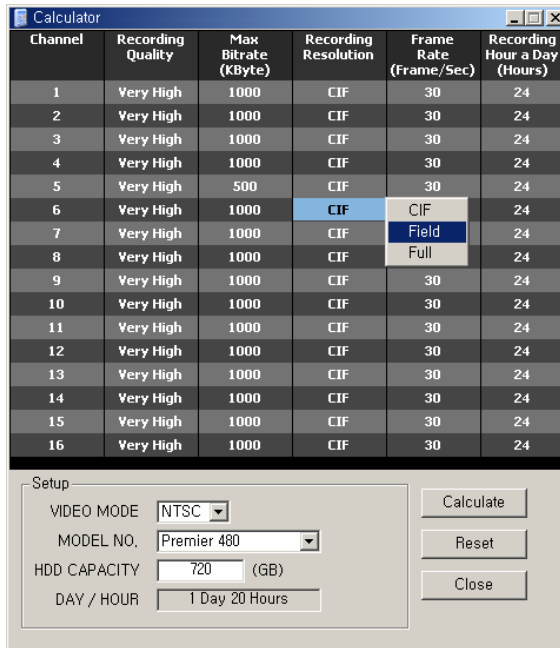 Calculator
Channel Recording Quality Max Bitrate (KByte) Recording Resolution Frame Rate (Frame/Sec) Recording Hour a Day (Hours)
1 Very High 1000 CIF 30 24
2 Very High 1000 CIF 30 24
3 Very High 1000 CIF 30 24
4 Very High 1000 CIF 30 24
5 Very High 500 CIF 30 24
6 Very High 1000 CIF CIF 24
7 Very High 1000 CIF Field 24
8 Very High 1000 CIF Full 24
9 Very High 1000 CIF 30 24
10 Very High 1000 CIF 30 24
11 Very High 1000 CIF 30 24
12 Very High 1000 CIF 30 24
13 Very High 1000 CIF 30 24
14 Very High 1000 CIF 30 24
15 Very High 1000 CIF 30 24
16 Very High 1000 CIF 30 24
Setup
VIDEO MODE NTSC
MODEL NO, Premier 480
HDD CAPACITY 720 (GB)
DAY / HOUR 1 Day 20 Hours
Calculate
Reset
Close